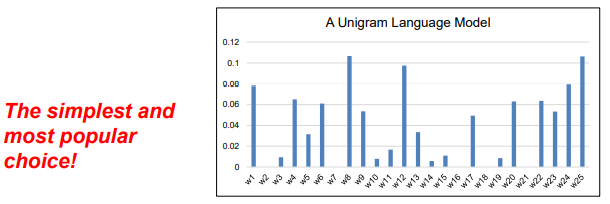 The simplest and
most popular
choice!
A Unigram Language Model
0.12
0.1
0.00
0.06
0.04
0.02
0
w1 w2 w3 w4 w5 w6 w7 w8 w9 w10 w11 w12 w13 w14 w15 w16 w17 w18 w19 w20 w21 w22 w23 w24 w25